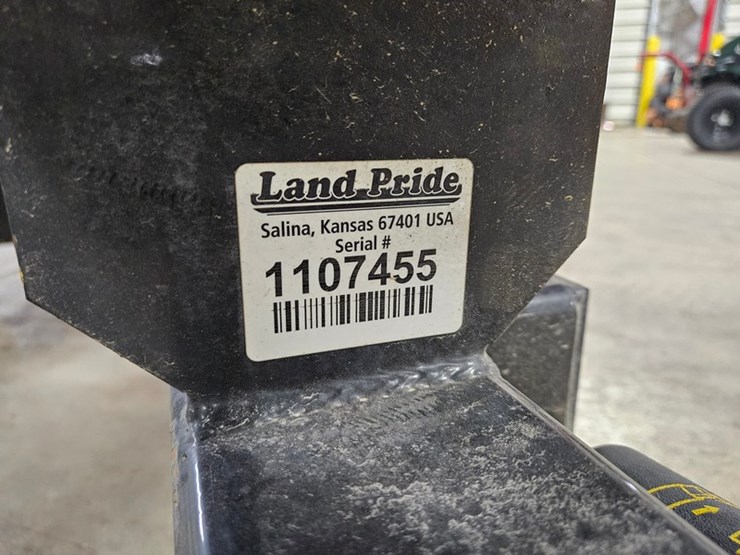 Land Pride
Salina, Kansas 67401 USA
Serial #
1107455